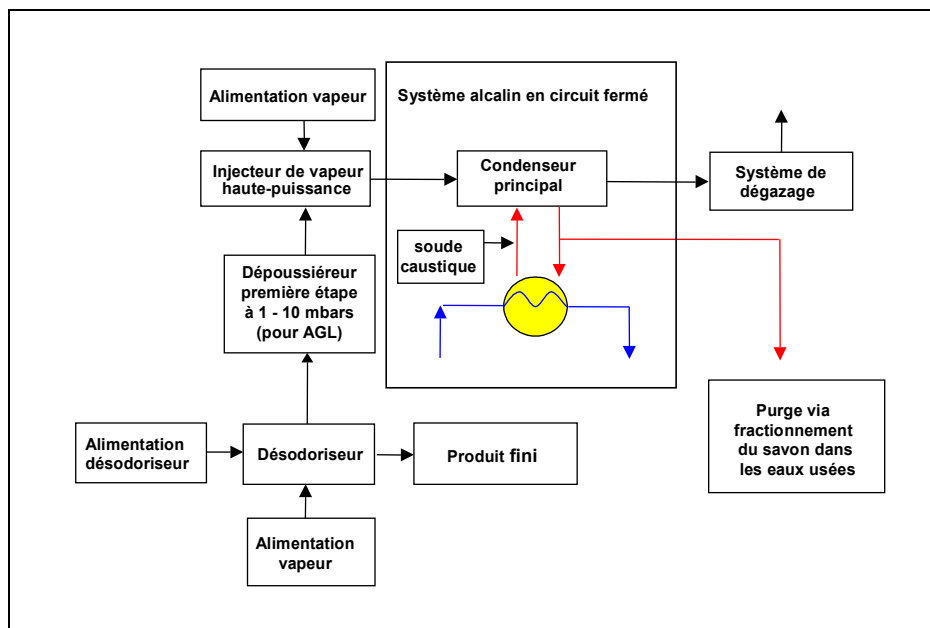 Alimentation vapeur
Système alcalin en circuit fermé
Injecteur de vapeur
haute-puissance
Condenseur
principal
Système de
dégazage
soude
caustique
Dépoussiéreur
première étape
à 1 - 10 mbars
(pour AGL)
Alimentation
désodoriseur
Désodoriseur
Produit fini
Purge via
fractionnement
du savon dans
les eaux usées
Alimentation
vapeur